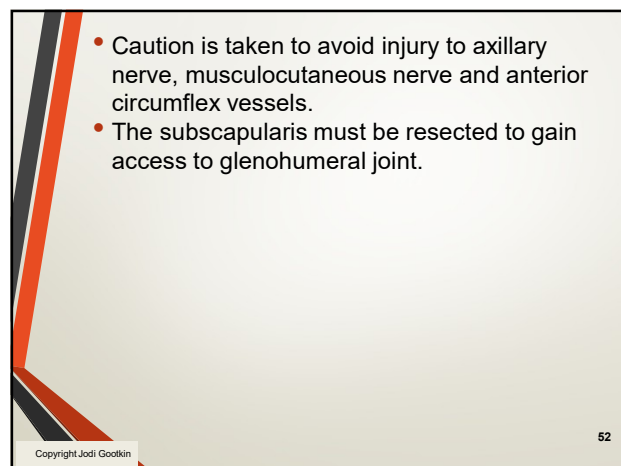 • Caution is taken to avoid injury to axillary
nerve, musculocutaneous nerve and anterior
circumflex vessels.
• The subscapularis must be resected to gain
access to glenohumeral joint.
52
Copyright Jodi Gootkin